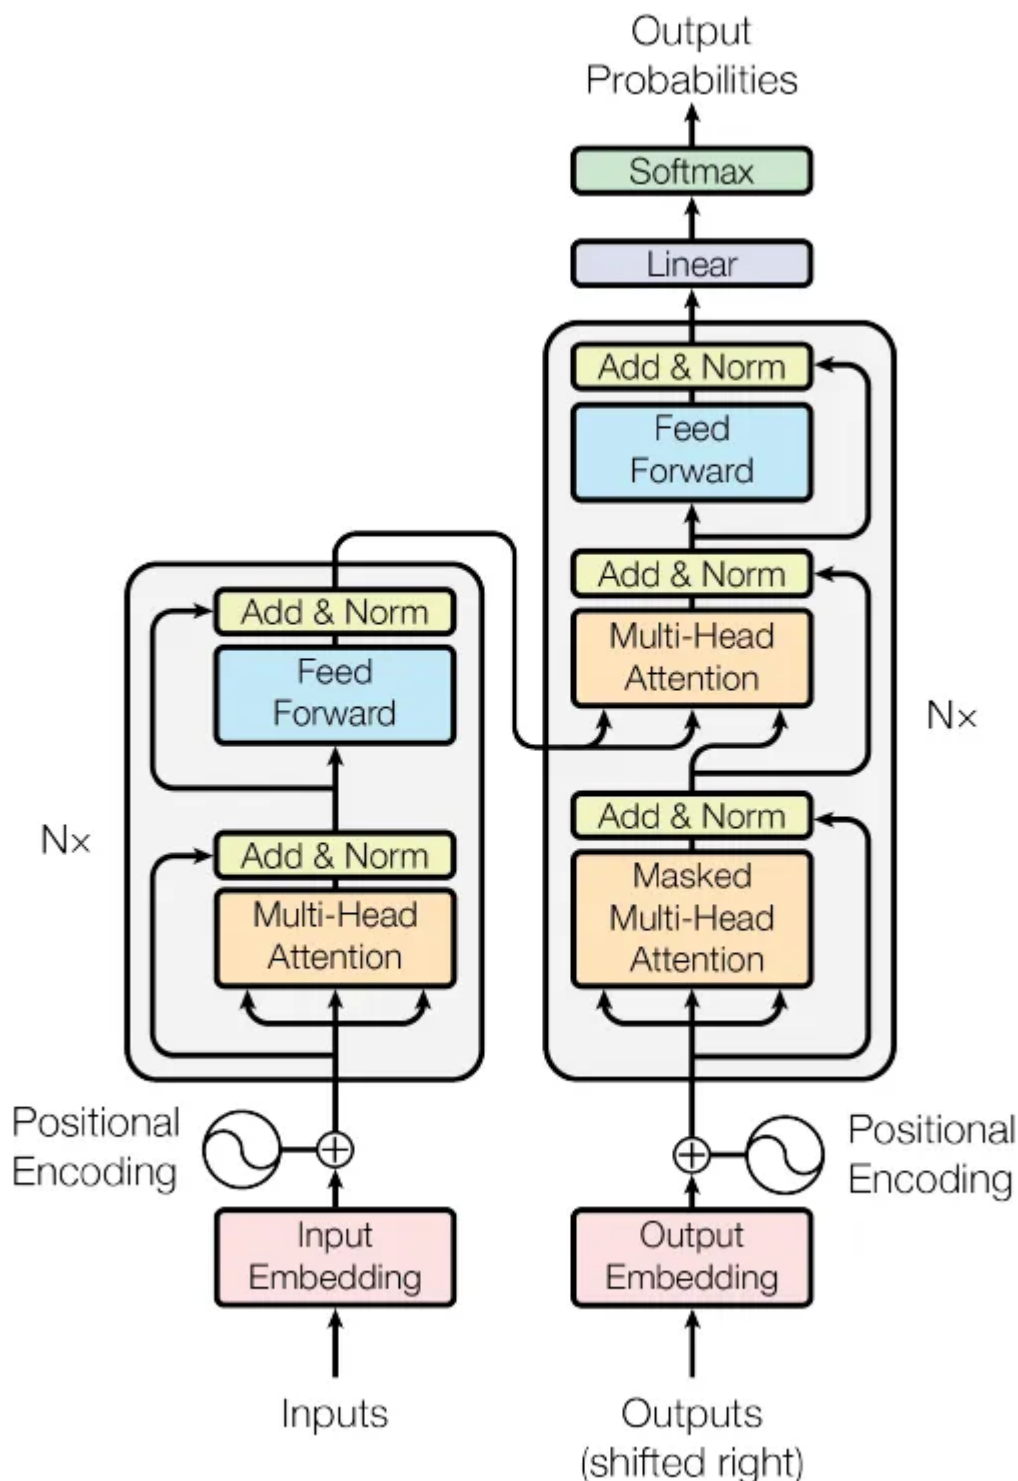 Output
Probabilities
Softmax
Linear
Add & Norm
Feed
Forward
Add & Norm
Multi-Head
Attention
Add & Norm
Masked
Multi-Head
Attention
N×
Add & Norm
Feed
Forward
Add & Norm
Multi-Head
Attention
N×
Positional
Encoding
Positional
Encoding
Input
Embedding
Output
Embedding
Inputs
Outputs
(shifted right)